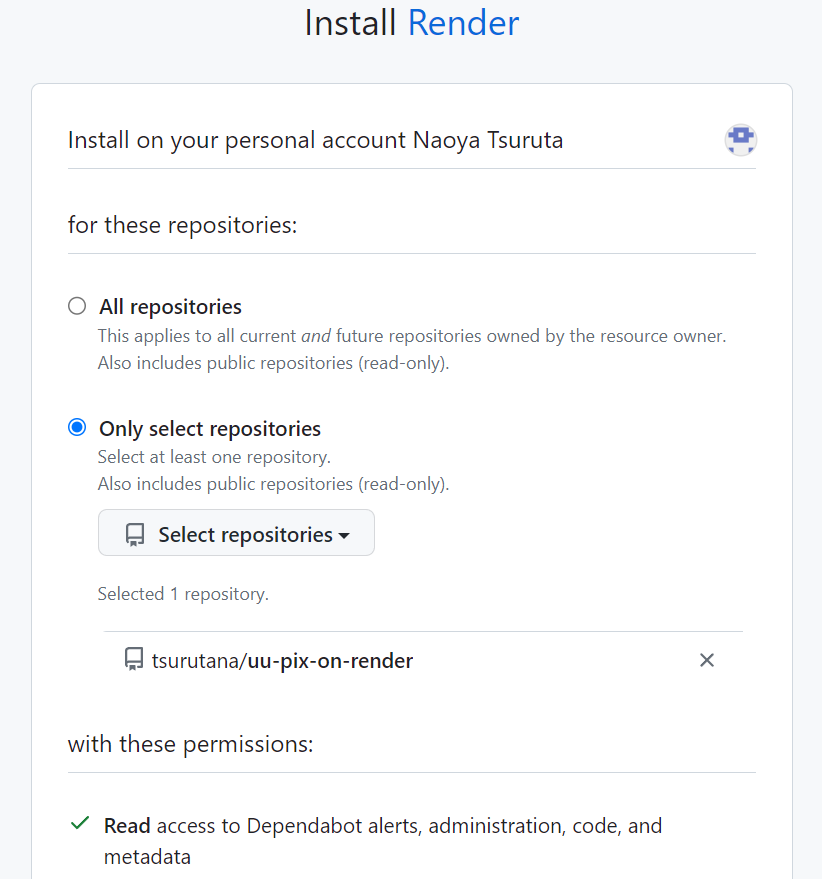 Install Render
Install on your personal account Naoya Tsuruta
for these repositories:
All repositories
This applies to all current and future repositories owned by the resource owner.
Also includes public repositories (read-only).
Only select repositories
Select at least one repository.
Also includes public repositories (read-only).
Select repositories
Selected 1 repository.
tsurutana/uu-pix-on-render
with these permissions:
Read access to Dependabot alerts, administration, code, and
metadata